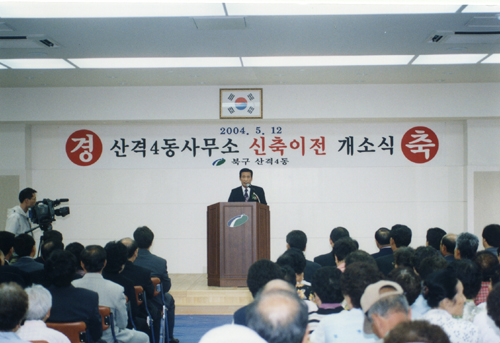 2004. 5. 12
경 산격4동사무소 신축이전 개소식 축
북구 산격4동